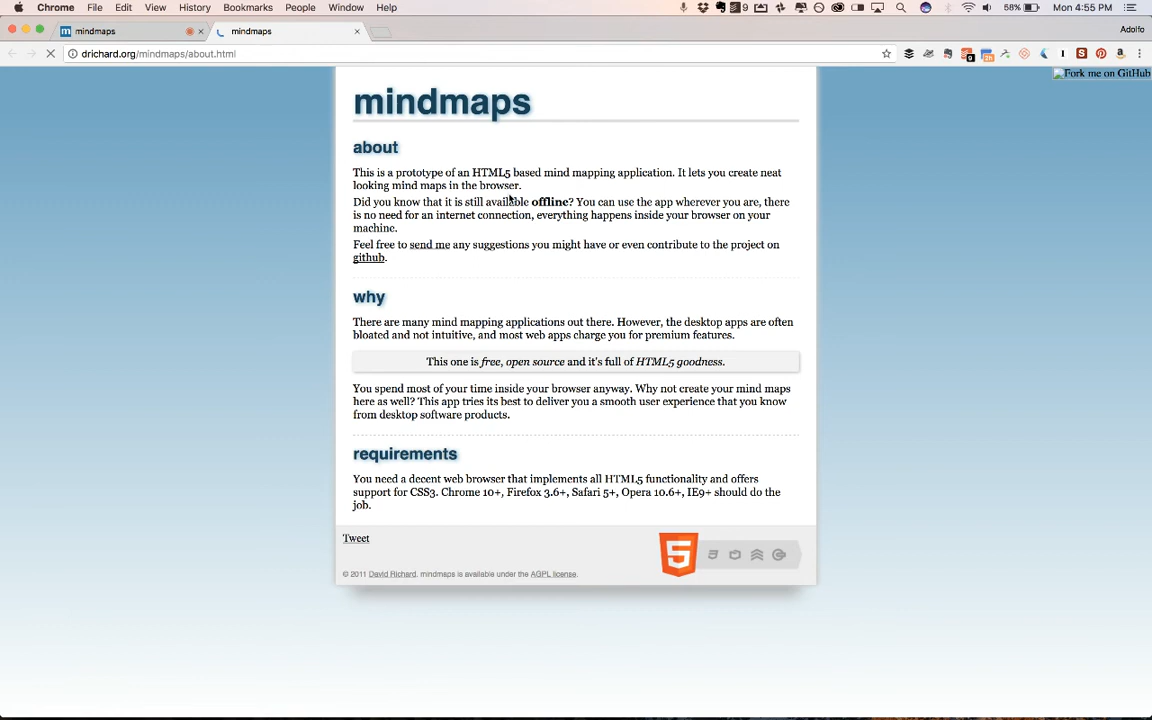 Chrome File Edit View History Bookmarks People Window Help 9 58% Mon 4:55 PM
mindmaps mindmaps Adolfo
drichard.org/mindmaps/about.html
Fork me on GitHub
mindmaps
about
This is a prototype of an HTML5 based mind mapping application. It lets you create neat
looking mind maps in the browser.
Did you know that it is still available offline? You can use the app wherever you are, there
is no need for an internet connection, everything happens inside your browser on your
machine.
Feel free to send me any suggestions you might have or even contribute to the project on
github.
why
There are many mind mapping applications out there. However, the desktop apps are often
bloated and not intuitive, and most web apps charge you for premium features.
This one is free, open source and it's full of HTML5 goodness.
You spend most of your time inside your browser anyway. Why not create your mind maps
here as well? This app tries its best to deliver you a smooth user experience that you know
from desktop software products.
requirements
You need a decent web browser that implements all HTML5 functionality and offers
support for CSS3. Chrome 10+, Firefox 3.6+, Safari 5+, Opera 10.6+, IE9+ should do the
job.
Tweet
5
© 2011 David Richard. mindmaps is available under the AGPL license.